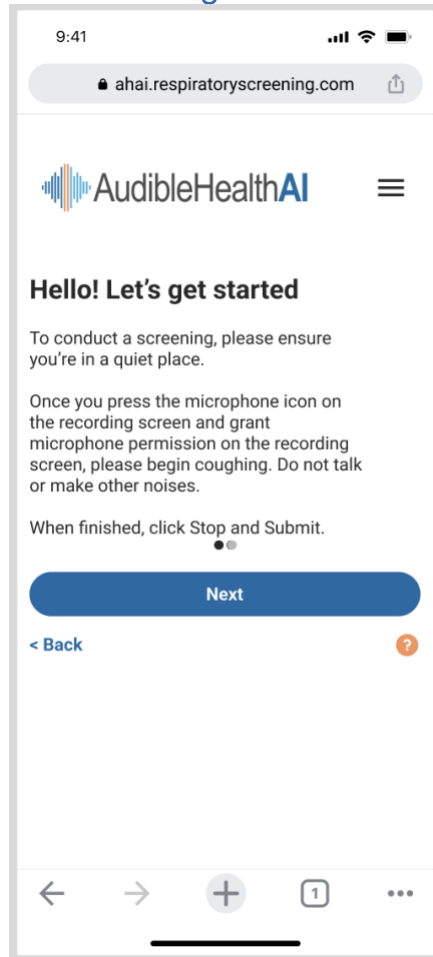 9:41
ahai.respiratoryscreening.com
AudibleHealthAI
Hello! Let's get started
To conduct a screening, please ensure
you're in a quiet place.
Once you press the microphone icon on
the recording screen and grant
microphone permission on the recording
screen, please begin coughing. Do not talk
or make other noises.
When finished, click Stop and Submit.
Next
< Back
?
1